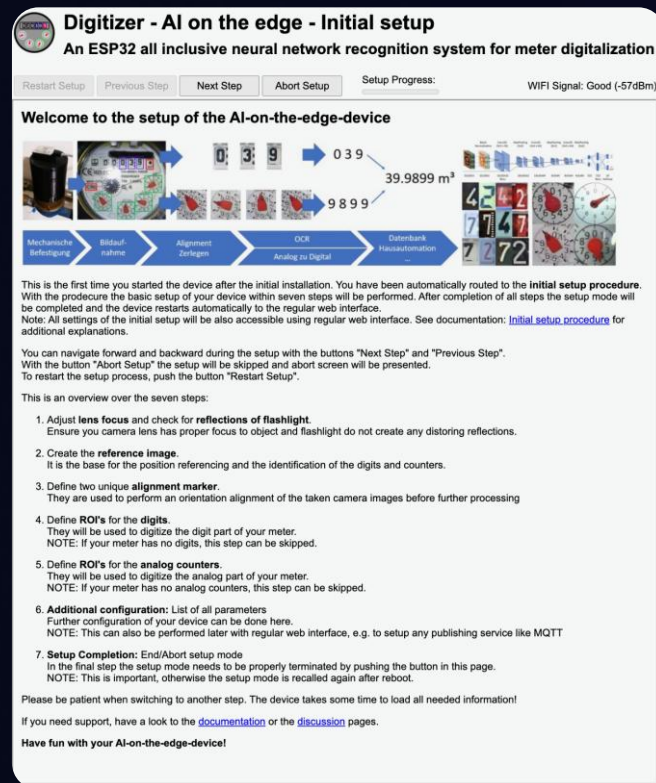 Digitizer - AI on the edge - Initial setup
An ESP32 all inclusive neural network recognition system for meter digitalization
Restart Setup
Previous Step
Next Step
Abort Setup
Setup Progress:
WIFI Signal: Good (-57dBm)
Welcome to the setup of the AI-on-the-edge-device
0 3 9
0 3 9
39.9899 m³
9 8 9 9
Mechanische Befestigung
Bildauf-
nahme
Alignment
Zerlegen
OCR
Analog zu Digital
Datenbank
Hausautomation
...
This is the first time you started the device after the initial installation. You have been automatically routed to the initial setup procedure.
With the prodecure the basic setup of your device within seven steps will be performed. After completion of all steps the setup mode will
be completed and the device restarts automatically to the regular web interface.
Note: All settings of the initial setup will be also accessible using regular web interface. See documentation: Initial setup procedure for
additional explanations.
You can navigate forward and backward during the setup with the buttons "Next Step" and "Previous Step".
With the button "Abort Setup" the setup will be skipped and abort screen will be presented.
To restart the setup process, push the button "Restart Setup".
This is an overview over the seven steps:
1. Adjust lens focus and check for reflections of flashlight.
Ensure you camera lens has proper focus to object and flashlight do not create any distoring reflections.
2. Create the reference image.
It is the base for the position referencing and the identification of the digits and counters.
3. Define two unique alignment marker.
They are used to perform an orientation alignment of the taken camera images before further processing
4. Define ROI's for the digits.
They will be used to digitize the digit part of your meter.
NOTE: If your meter has no digits, this step can be skipped.
5. Define ROI's for the analog counters.
They will be used to digitize the analog part of your meter.
NOTE: If your meter has no analog counters, this step can be skipped.
6. Additional configuration: List of all parameters
Further configuration of your device can be done here.
NOTE: This can also be performed later with regular web interface, e.g. to setup any publishing service like MQTT
7. Setup Completion: End/Abort setup mode
In the final step the setup mode needs to be properly terminated by pushing the button in this page.
NOTE: This is important, otherwise the setup mode is recalled again after reboot.
Please be patient when switching to another step. The device takes some time to load all needed information!
If you need support, have a look to the documentation or the discussion pages.
Have fun with your AI-on-the-edge-device!